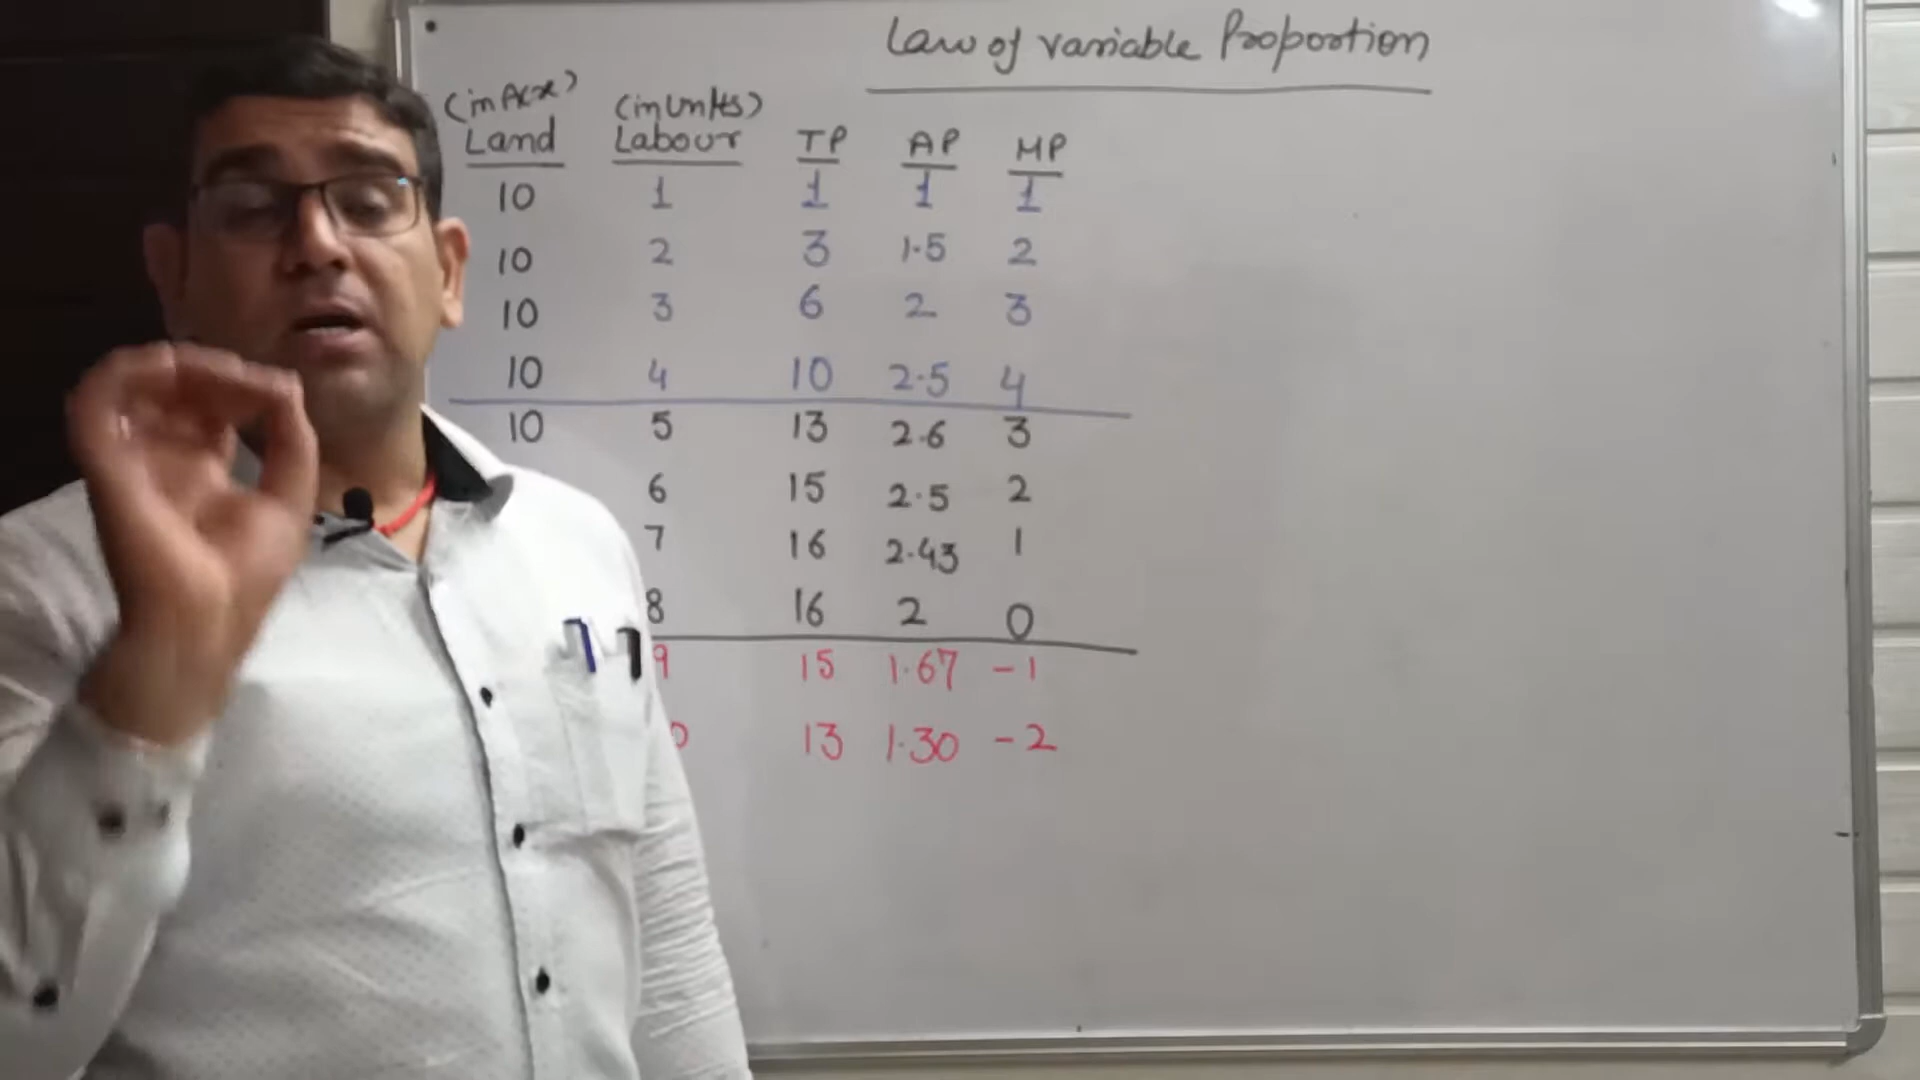 Law of variable Proportion
(in Acre) (in Units)
Land Labour TP AP MP
10 1 1 1 1
10 2 3 1.5 2
10 3 6 2 3
10 4 10 2.5 4
10 5 13 2.6 3
6 15 2.5 2
7 16 2.43 1
8 16 2 0
9 15 1.67 -1
0 13 1.30 -2